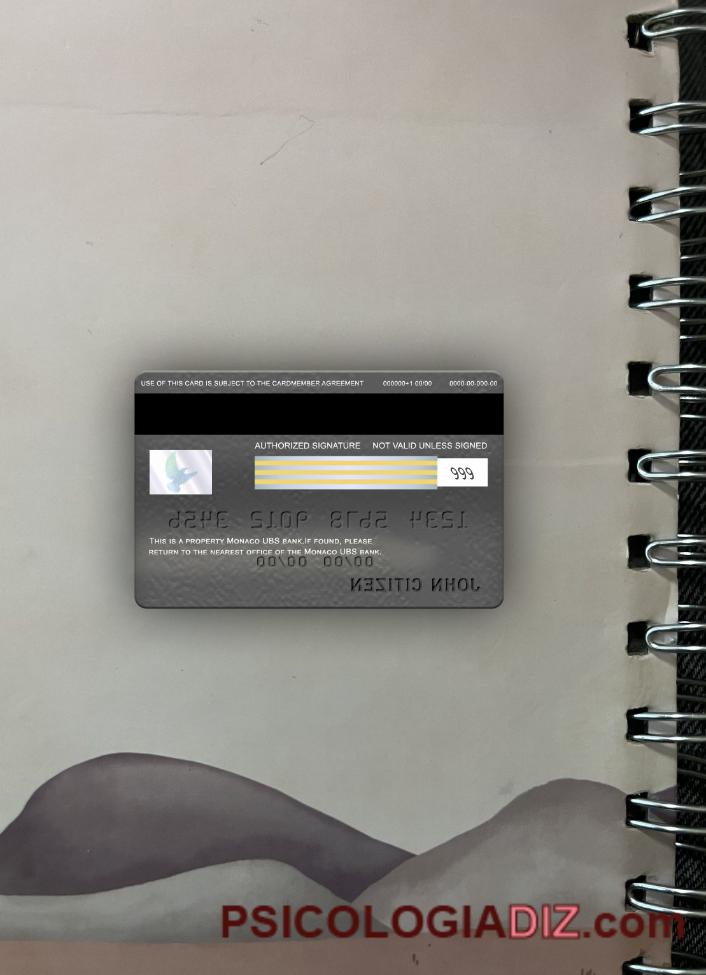 USE OF THIS CARD IS SUBJECT TO THE CARDMEMBER AGREEMENT 000000+1 00/00 0000-00-000-00
AUTHORIZED SIGNATURE NOT VALID UNLESS SIGNED
999
1234 5678 9012 3456
THIS IS A PROPERTY MONACO UBS BANK.IF FOUND, PLEASE
RETURN TO THE NEAREST OFFICE OF THE MONACO UBS BANK.
00/00 00/00
JOHN CITIZEN
PSICOLOGIADIZ.com